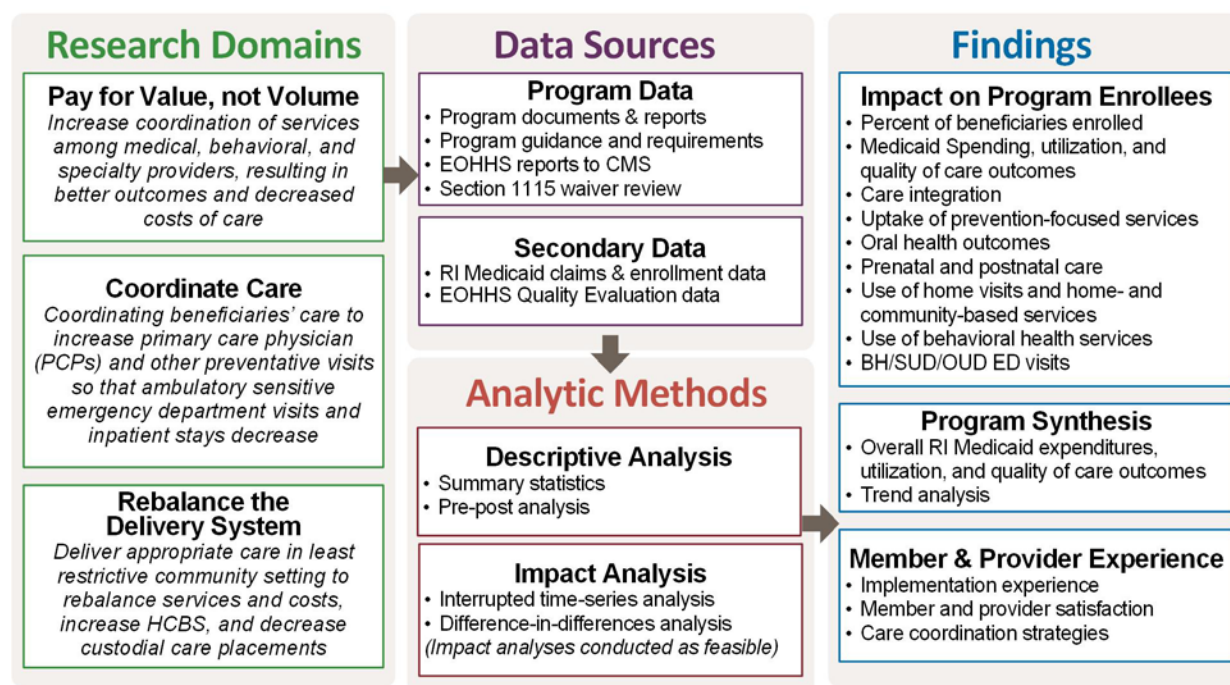 Research Domains
Pay for Value, not Volume
Increase coordination of services
among medical, behavioral, and
specialty providers, resulting in
better outcomes and decreased
costs of care
Coordinate Care
Coordinating beneficiaries’ care to
increase primary care physician
(PCPs) and other preventative visits
so that ambulatory sensitive
emergency department visits and
inpatient stays decrease
Rebalance the
Delivery System
Deliver appropriate care in least
restrictive community setting to
rebalance services and costs,
increase HCBS, and decrease
custodial care placements
Data Sources
Program Data
• Program documents & reports
• Program guidance and requirements
• EOHHS reports to CMS
• Section 1115 waiver review
Secondary Data
• RI Medicaid claims & enrollment data
• EOHHS Quality Evaluation data
Analytic Methods
Descriptive Analysis
• Summary statistics
• Pre-post analysis
Impact Analysis
• Interrupted time-series analysis
• Difference-in-differences analysis
(Impact analyses conducted as feasible)
Findings
Impact on Program Enrollees
• Percent of beneficiaries enrolled
• Medicaid Spending, utilization, and
quality of care outcomes
• Care integration
• Uptake of prevention-focused services
• Oral health outcomes
• Prenatal and postnatal care
• Use of home visits and home- and
community-based services
• Use of behavioral health services
• BH/SUD/OUD ED visits
Program Synthesis
• Overall RI Medicaid expenditures,
utilization, and quality of care outcomes
• Trend analysis
Member & Provider Experience
• Implementation experience
• Member and provider satisfaction
• Care coordination strategies